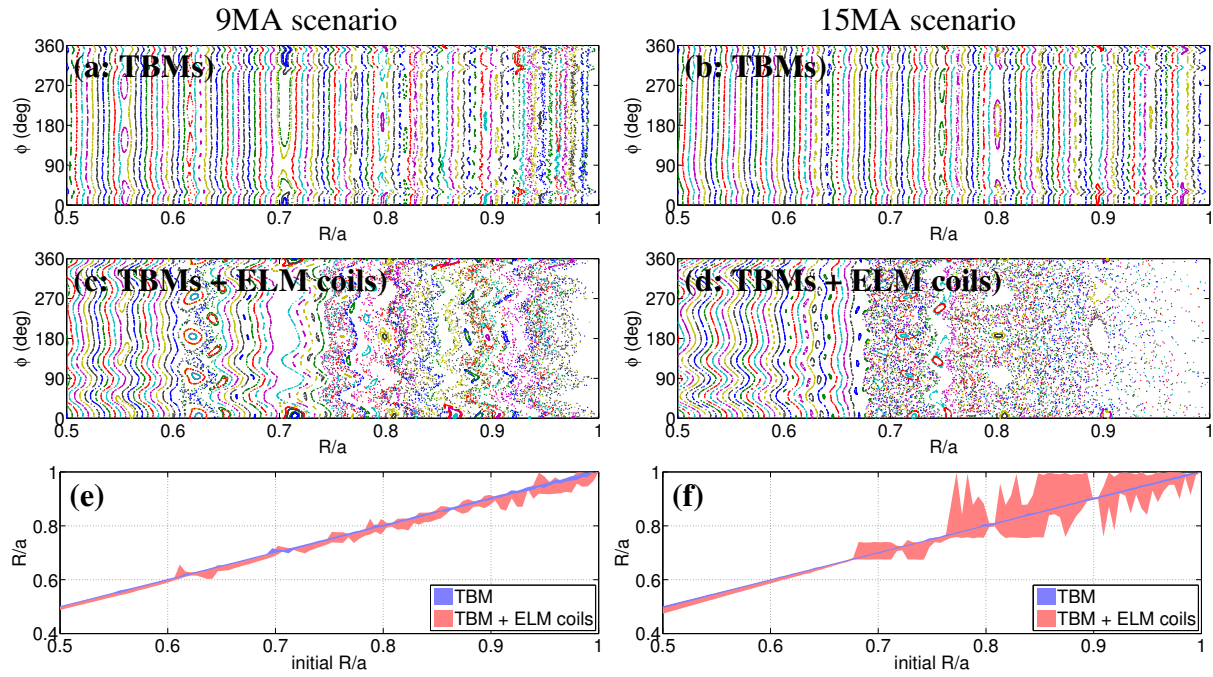 9MA scenario
15MA scenario
(a: TBMs)
360
270
180
90
0
φ (deg)
0.5 0.6 0.7 0.8 0.9 1
R/a
(b: TBMs)
360
270
180
90
0
φ (deg)
0.5 0.6 0.7 0.8 0.9 1
R/a
(c: TBMs + ELM coils)
360
270
180
90
0
φ (deg)
0.5 0.6 0.7 0.8 0.9 1
R/a
(d: TBMs + ELM coils)
360
270
180
90
0
φ (deg)
0.5 0.6 0.7 0.8 0.9 1
R/a
(e)
1
0.8
0.6
0.4
R/a
TBM
TBM + ELM coils
0.5 0.6 0.7 0.8 0.9 1
initial R/a
(f)
1
0.8
0.6
0.4
R/a
TBM
TBM + ELM coils
0.5 0.6 0.7 0.8 0.9 1
initial R/a